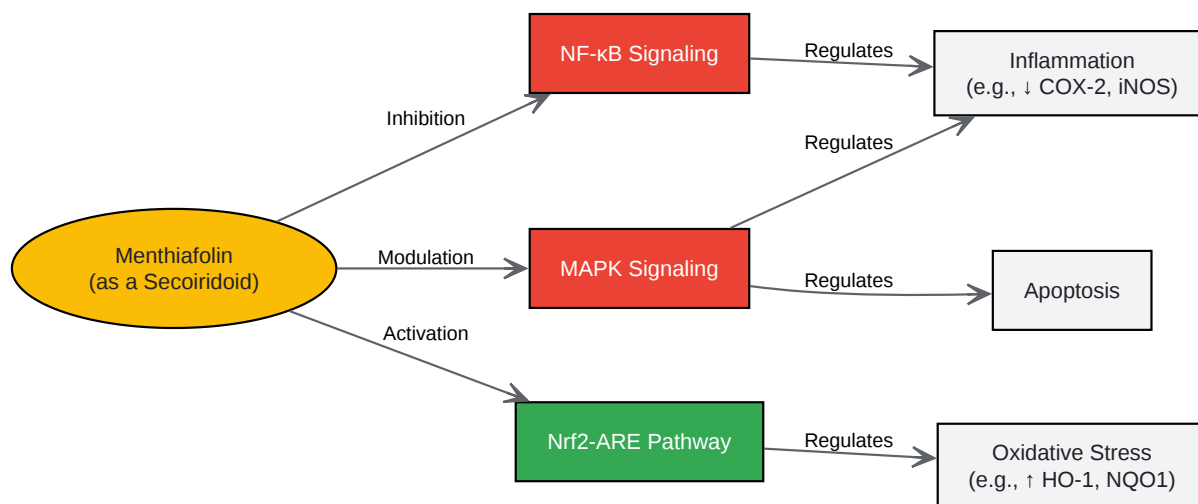 NF-κB Signaling
Regulates
Inflammation
(e.g., ↓ COX-2, iNOS)
Inhibition
Regulates
Menthiafolin
(as a Secoiridoid)
Modulation
MAPK Signaling
Regulates
Apoptosis
Activation
Nrf2-ARE Pathway
Regulates
Oxidative Stress
(e.g., ↑ HO-1, NQO1)